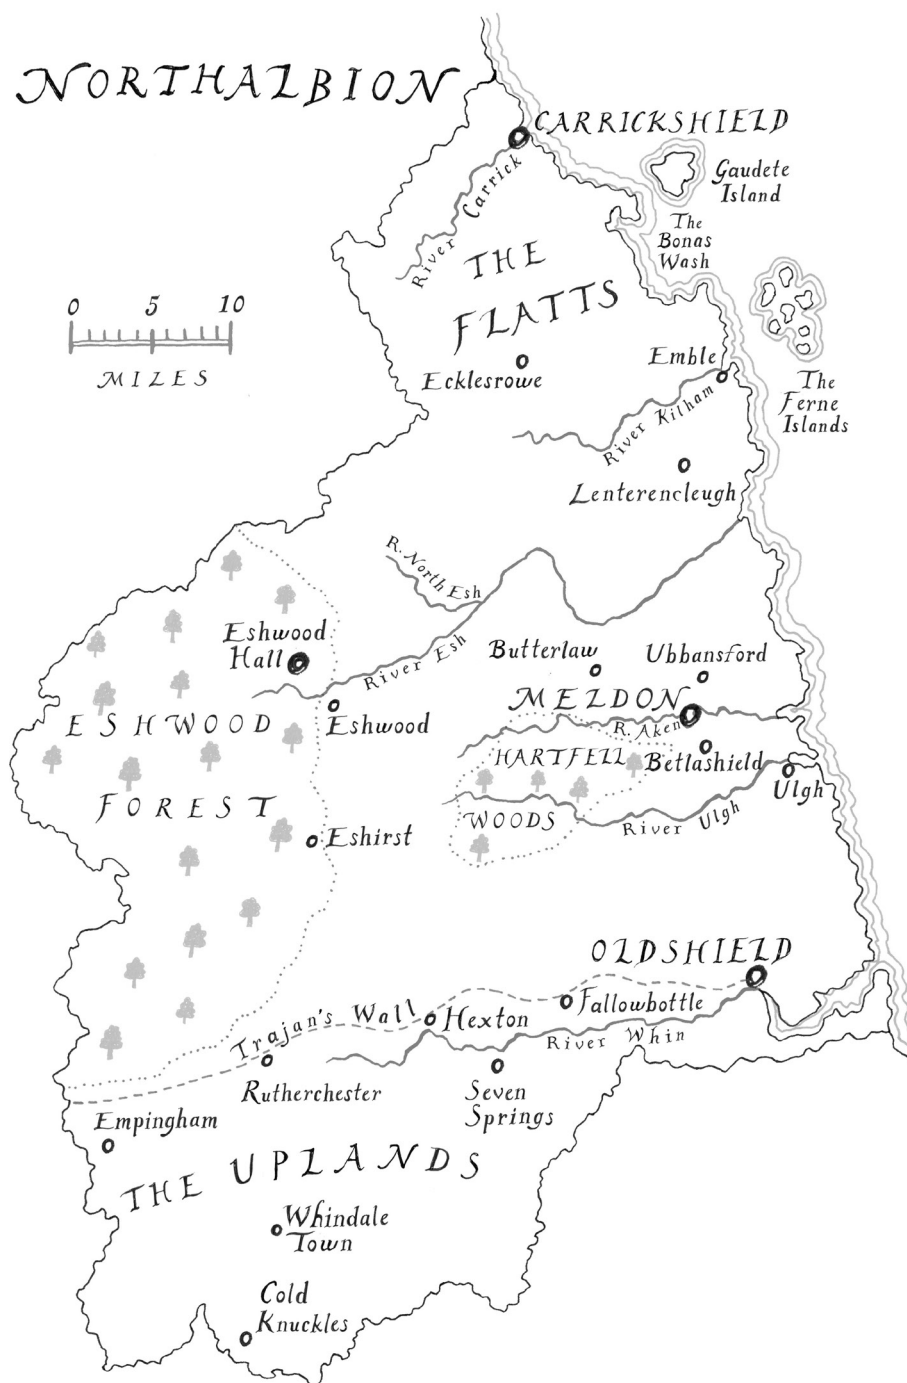 NORTHALBION
CARRICKSHIELD
Gaudete
Island
River Carrick
The
Bonas
Wash
THE
FLATTS
0 5 10
MILES
Ecklesrowe
Emble
The
Ferne
Islands
River Kilham
Lenterencleugh
R. North Esh
Eshwood
Hall
River Esh
Butterlaw
Ubbansford
MELDON
ESHWOOD
Eshwood
R. Aken
HARTFELL
Betlashield
Ulgh
FOREST
WOODS
River Ulgh
Eshirst
OLDSHIELD
Trajan's Wall
Hexton
Fallowbottle
River Whin
Rutherchester
Seven
Springs
Empingham
THE UPLANDS
Whindale
Town
Cold
Knuckles